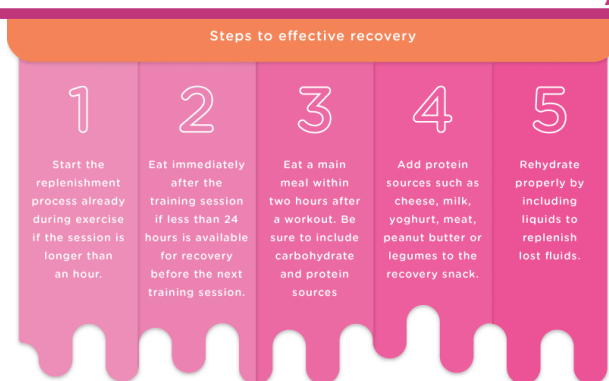 Steps to effective recovery
1
Start the
replenishment
process already
during exercise
if the session is
longer than
an hour.
2
Eat immediately
after the
training session
if less than 24
hours is available
for recovery
before the next
training session.
3
Eat a main
meal within
two hours after
a workout. Be
sure to include
carbohydrate
and protein
sources
4
Add protein
sources such as
cheese, milk,
yoghurt, meat,
peanut butter or
legumes to the
recovery snack.
5
Rehydrate
properly by
including
liquids to
replenish
lost fluids.